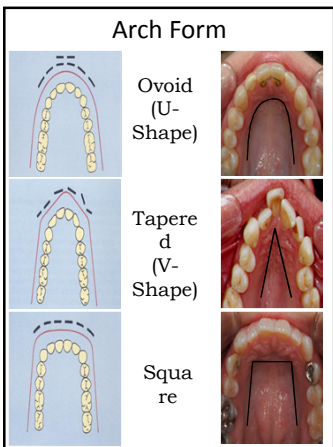 Arch Form
Ovoid
(U-
Shape)
Tapere
d
(V-
Shape)
Squa
re